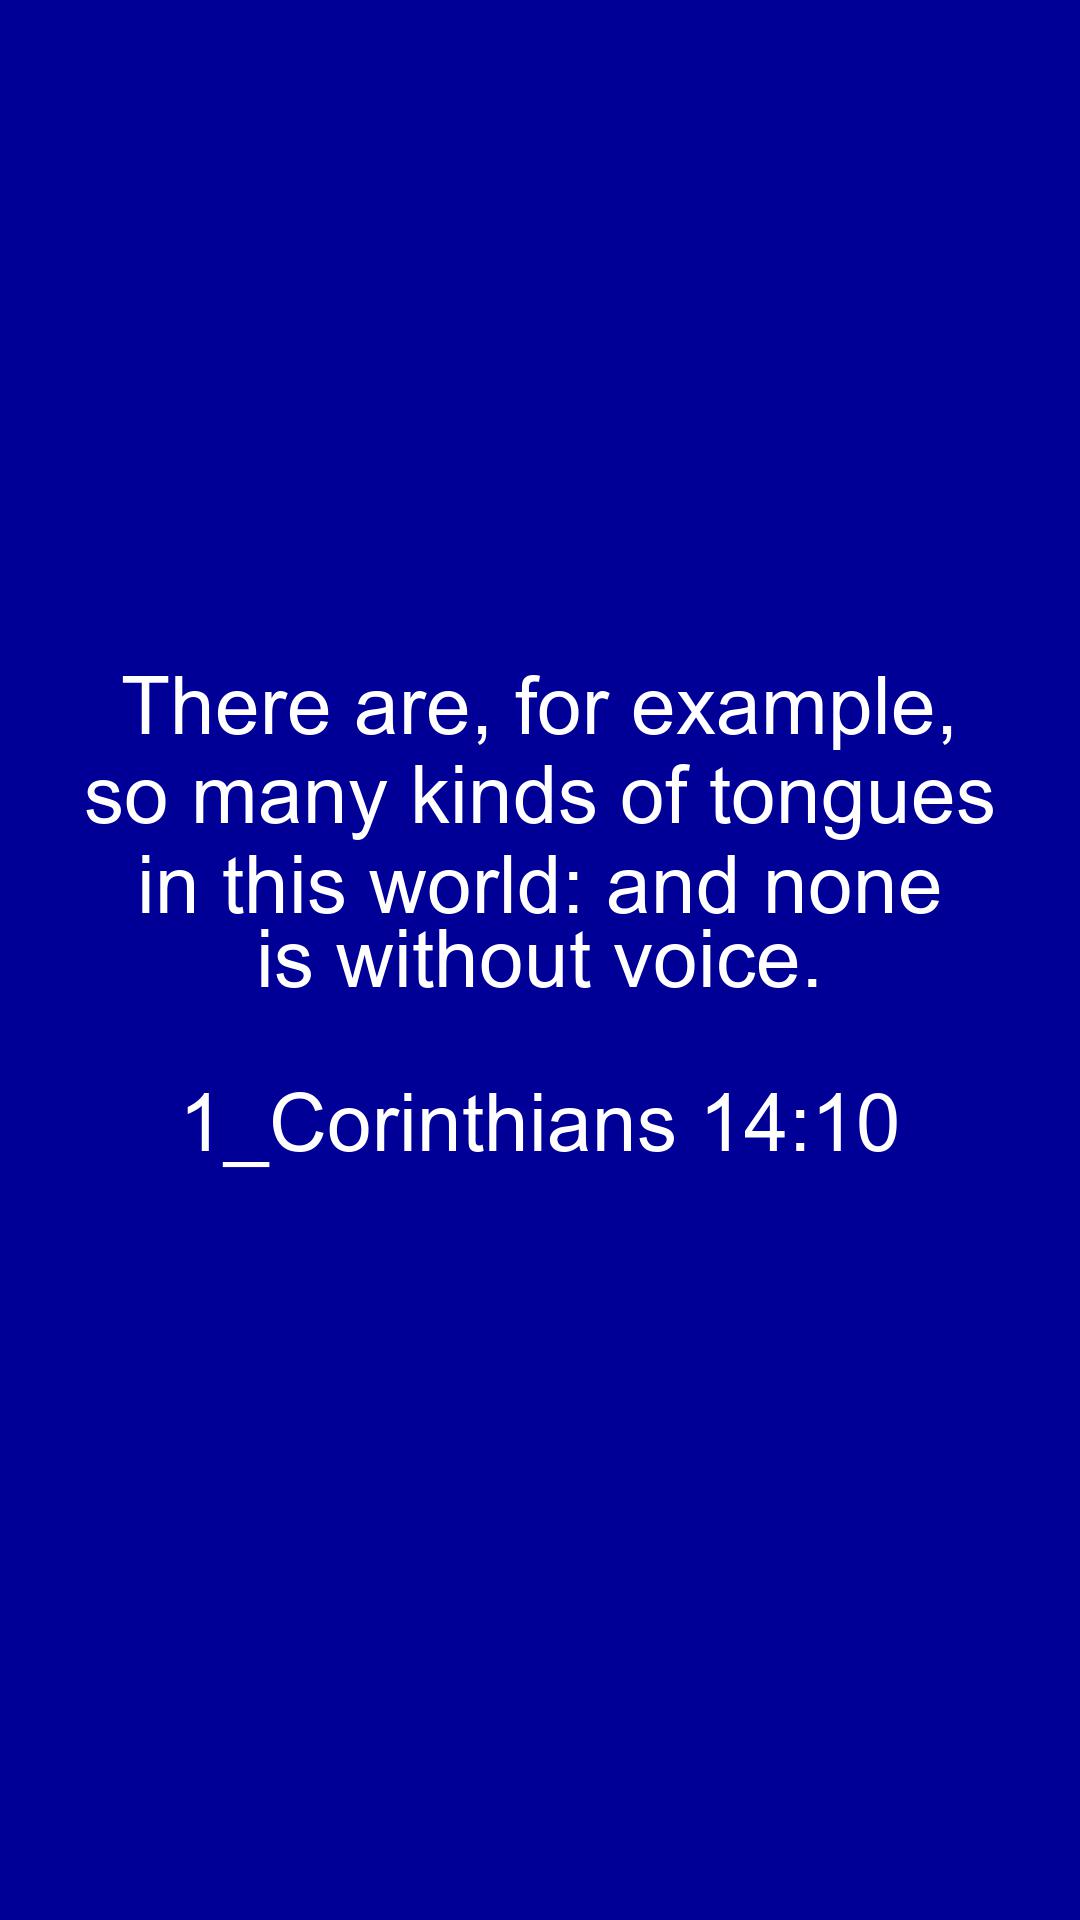 There are, for example,
so many kinds of tongues
in this world: and none
is without voice.
1_Corinthians 14:10